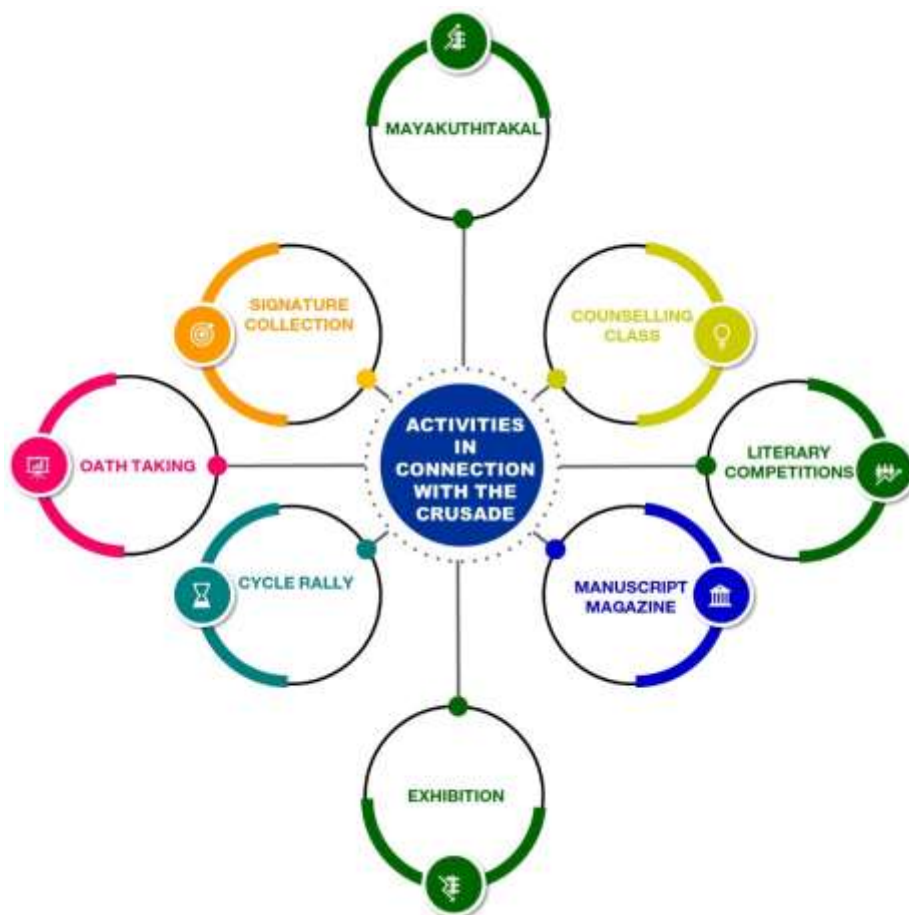 MAYAKUTHITAKAL
SIGNATURE
COLLECTION
COUNSELLING
CLASS
ACTIVITIES
IN
CONNECTION
WITH THE
CRUSADE
OATH TAKING
LITERARY
COMPETITIONS
CYCLE RALLY
MANUSCRIPT
MAGAZINE
EXHIBITION